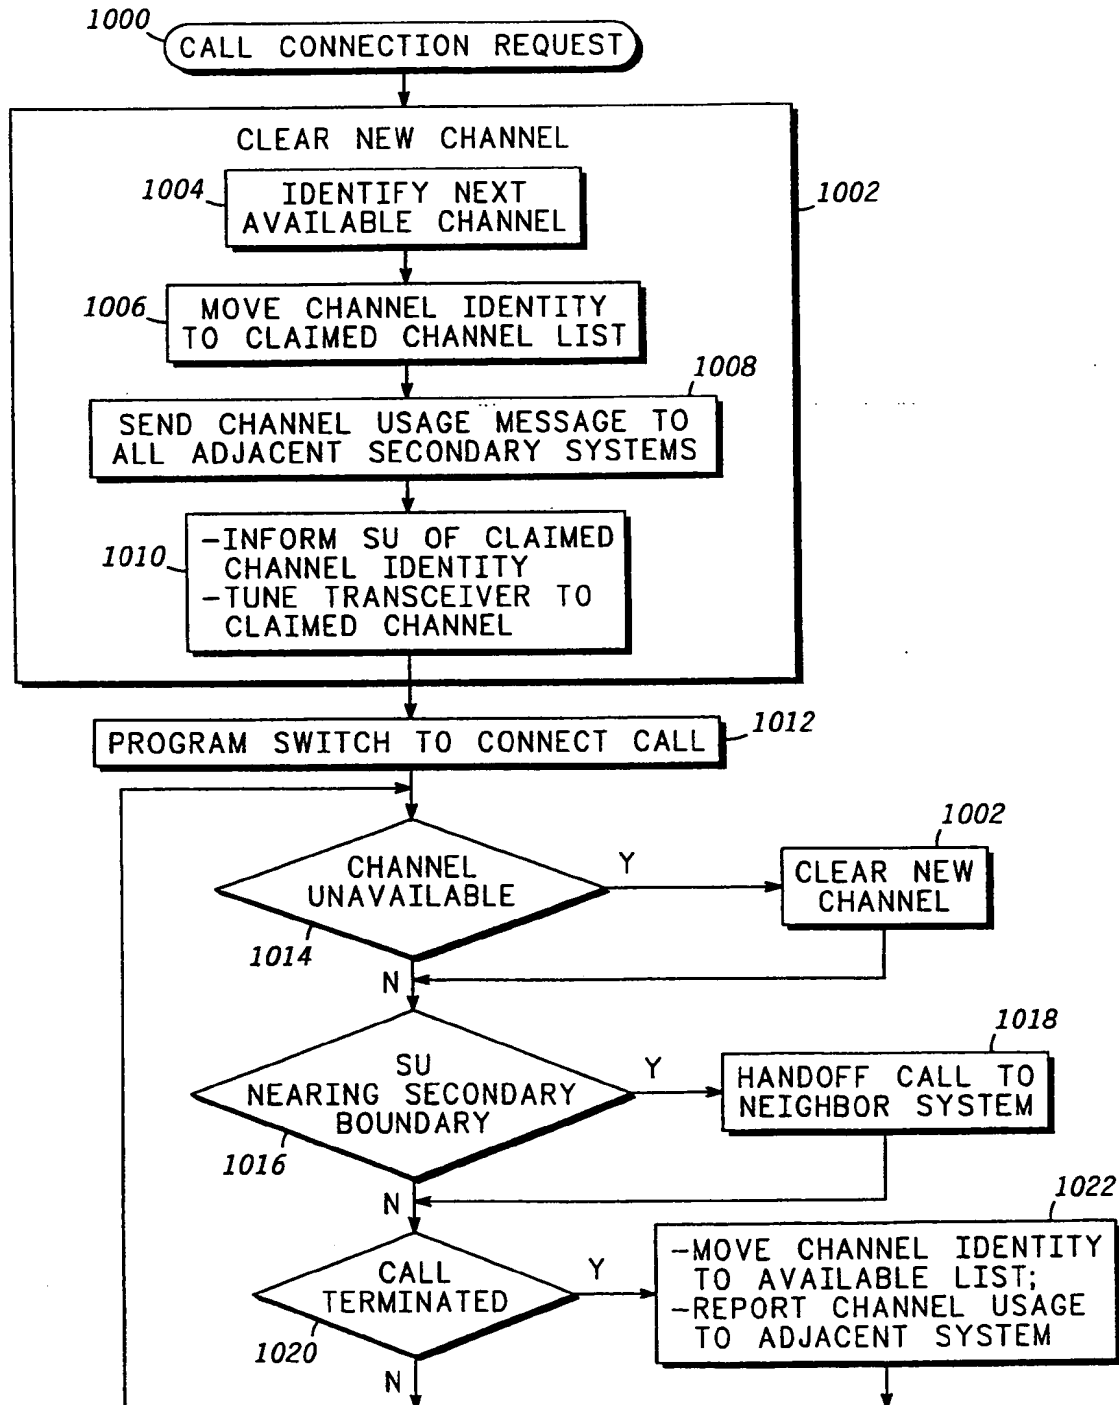 1000
CALL CONNECTION REQUEST
CLEAR NEW CHANNEL
1002
1004
IDENTIFY NEXT
AVAILABLE CHANNEL
1006
MOVE CHANNEL IDENTITY
TO CLAIMED CHANNEL LIST
1008
SEND CHANNEL USAGE MESSAGE TO
ALL ADJACENT SECONDARY SYSTEMS
1010
-INFORM SU OF CLAIMED
CHANNEL IDENTITY
-TUNE TRANSCEIVER TO
CLAIMED CHANNEL
1012
PROGRAM SWITCH TO CONNECT CALL
CHANNEL
UNAVAILABLE
1014
Y
N
1002
CLEAR NEW
CHANNEL
SU
NEARING SECONDARY
BOUNDARY
1016
Y
N
1018
HANDOFF CALL TO
NEIGHBOR SYSTEM
CALL
TERMINATED
1020
Y
N
1022
-MOVE CHANNEL IDENTITY
TO AVAILABLE LIST;
-REPORT CHANNEL USAGE
TO ADJACENT SYSTEM